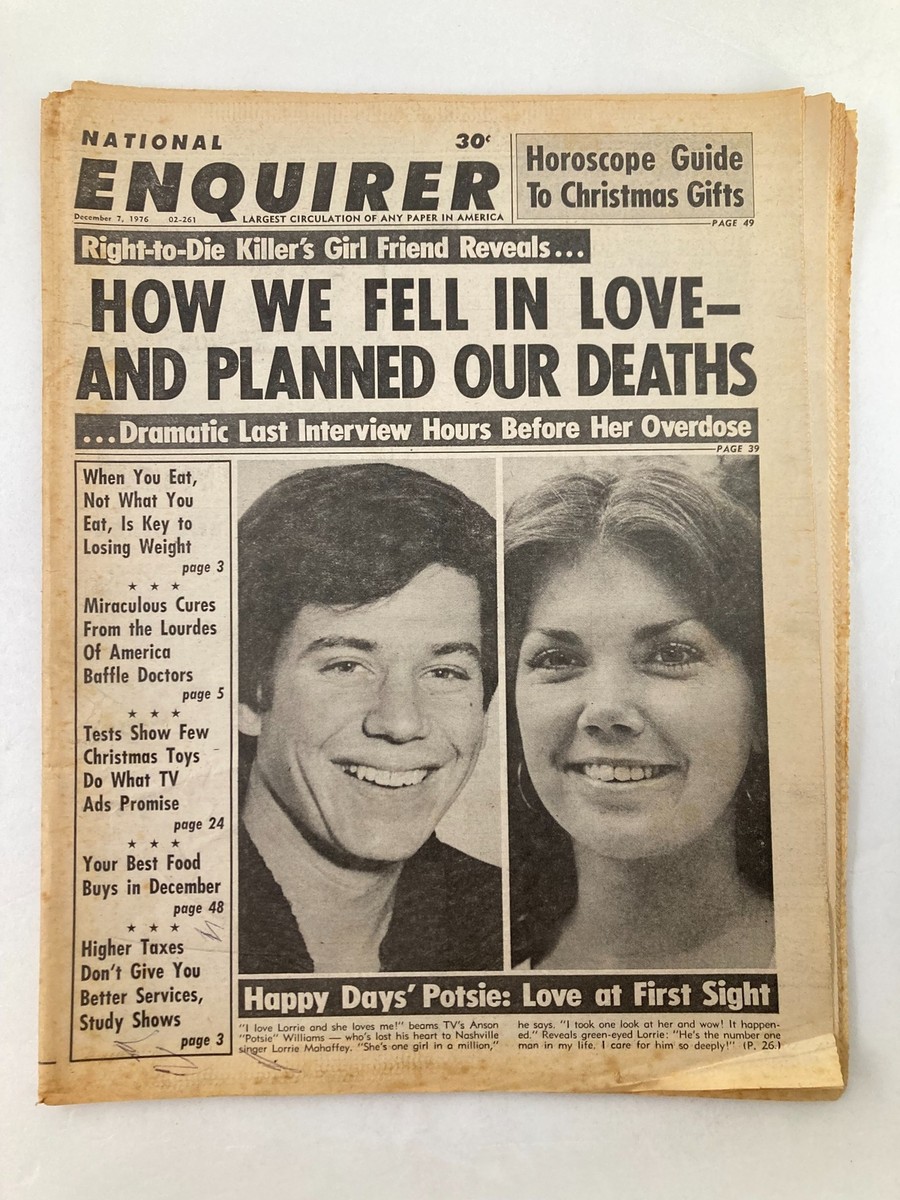 NATIONAL
30¢
ENQUIRER
December 7, 1976 02-261 LARGEST CIRCULATION OF ANY PAPER IN AMERICA
Horoscope Guide
To Christmas Gifts
PAGE 49
Right-to-Die Killer's Girl Friend Reveals...
HOW WE FELL IN LOVE—
AND PLANNED OUR DEATHS
...Dramatic Last Interview Hours Before Her Overdose
PAGE 39
When You Eat,
Not What You
Eat, Is Key to
Losing Weight
page 3
★ ★ ★
Miraculous Cures
From the Lourdes
Of America
Baffle Doctors
page 5
★ ★ ★
Tests Show Few
Christmas Toys
Do What TV
Ads Promise
page 24
★ ★ ★
Your Best Food
Buys in December
page 48
★ ★ ★
Higher Taxes
Don't Give You
Better Services,
Study Shows
page 3
Happy Days' Potsie: Love at First Sight
"I love Lorrie and she loves me!" beams TV's Anson
"Potsie" Williams — who's lost his heart to Nashville
singer Lorrie Mahaffey. "She's one girl in a million,"
he says. "I took one look at her and wow! It happen-
ed." Reveals green-eyed Lorrie: "He's the number one
man in my life. I care for him so deeply!" (P. 26.)